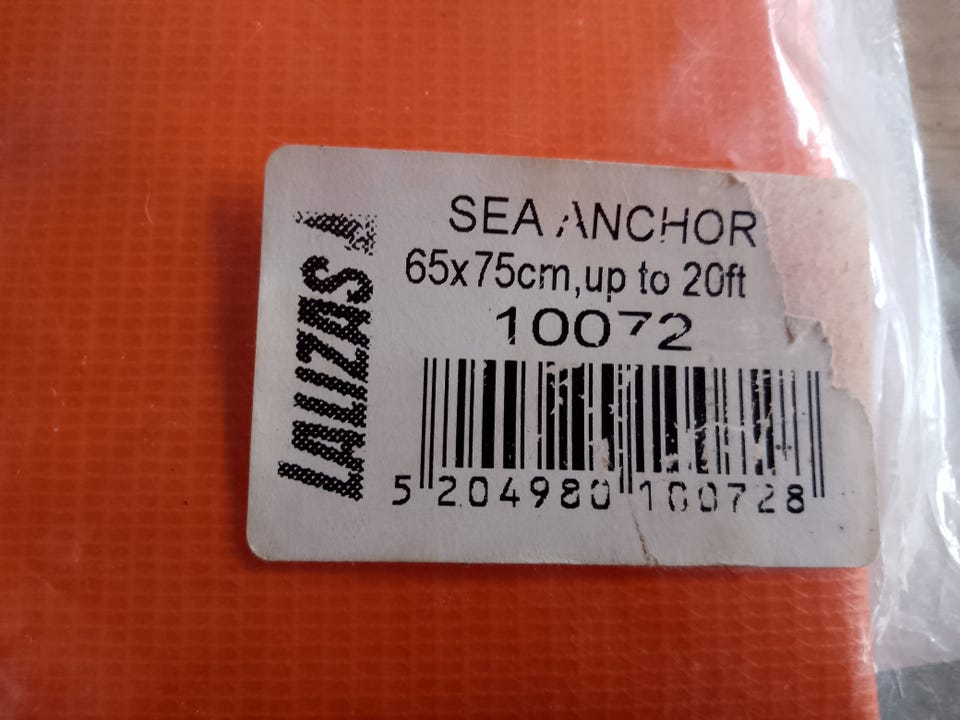 LALIZAS
SEA ANCHOR
65x75cm,up to 20ft
10072
5 204980 100728